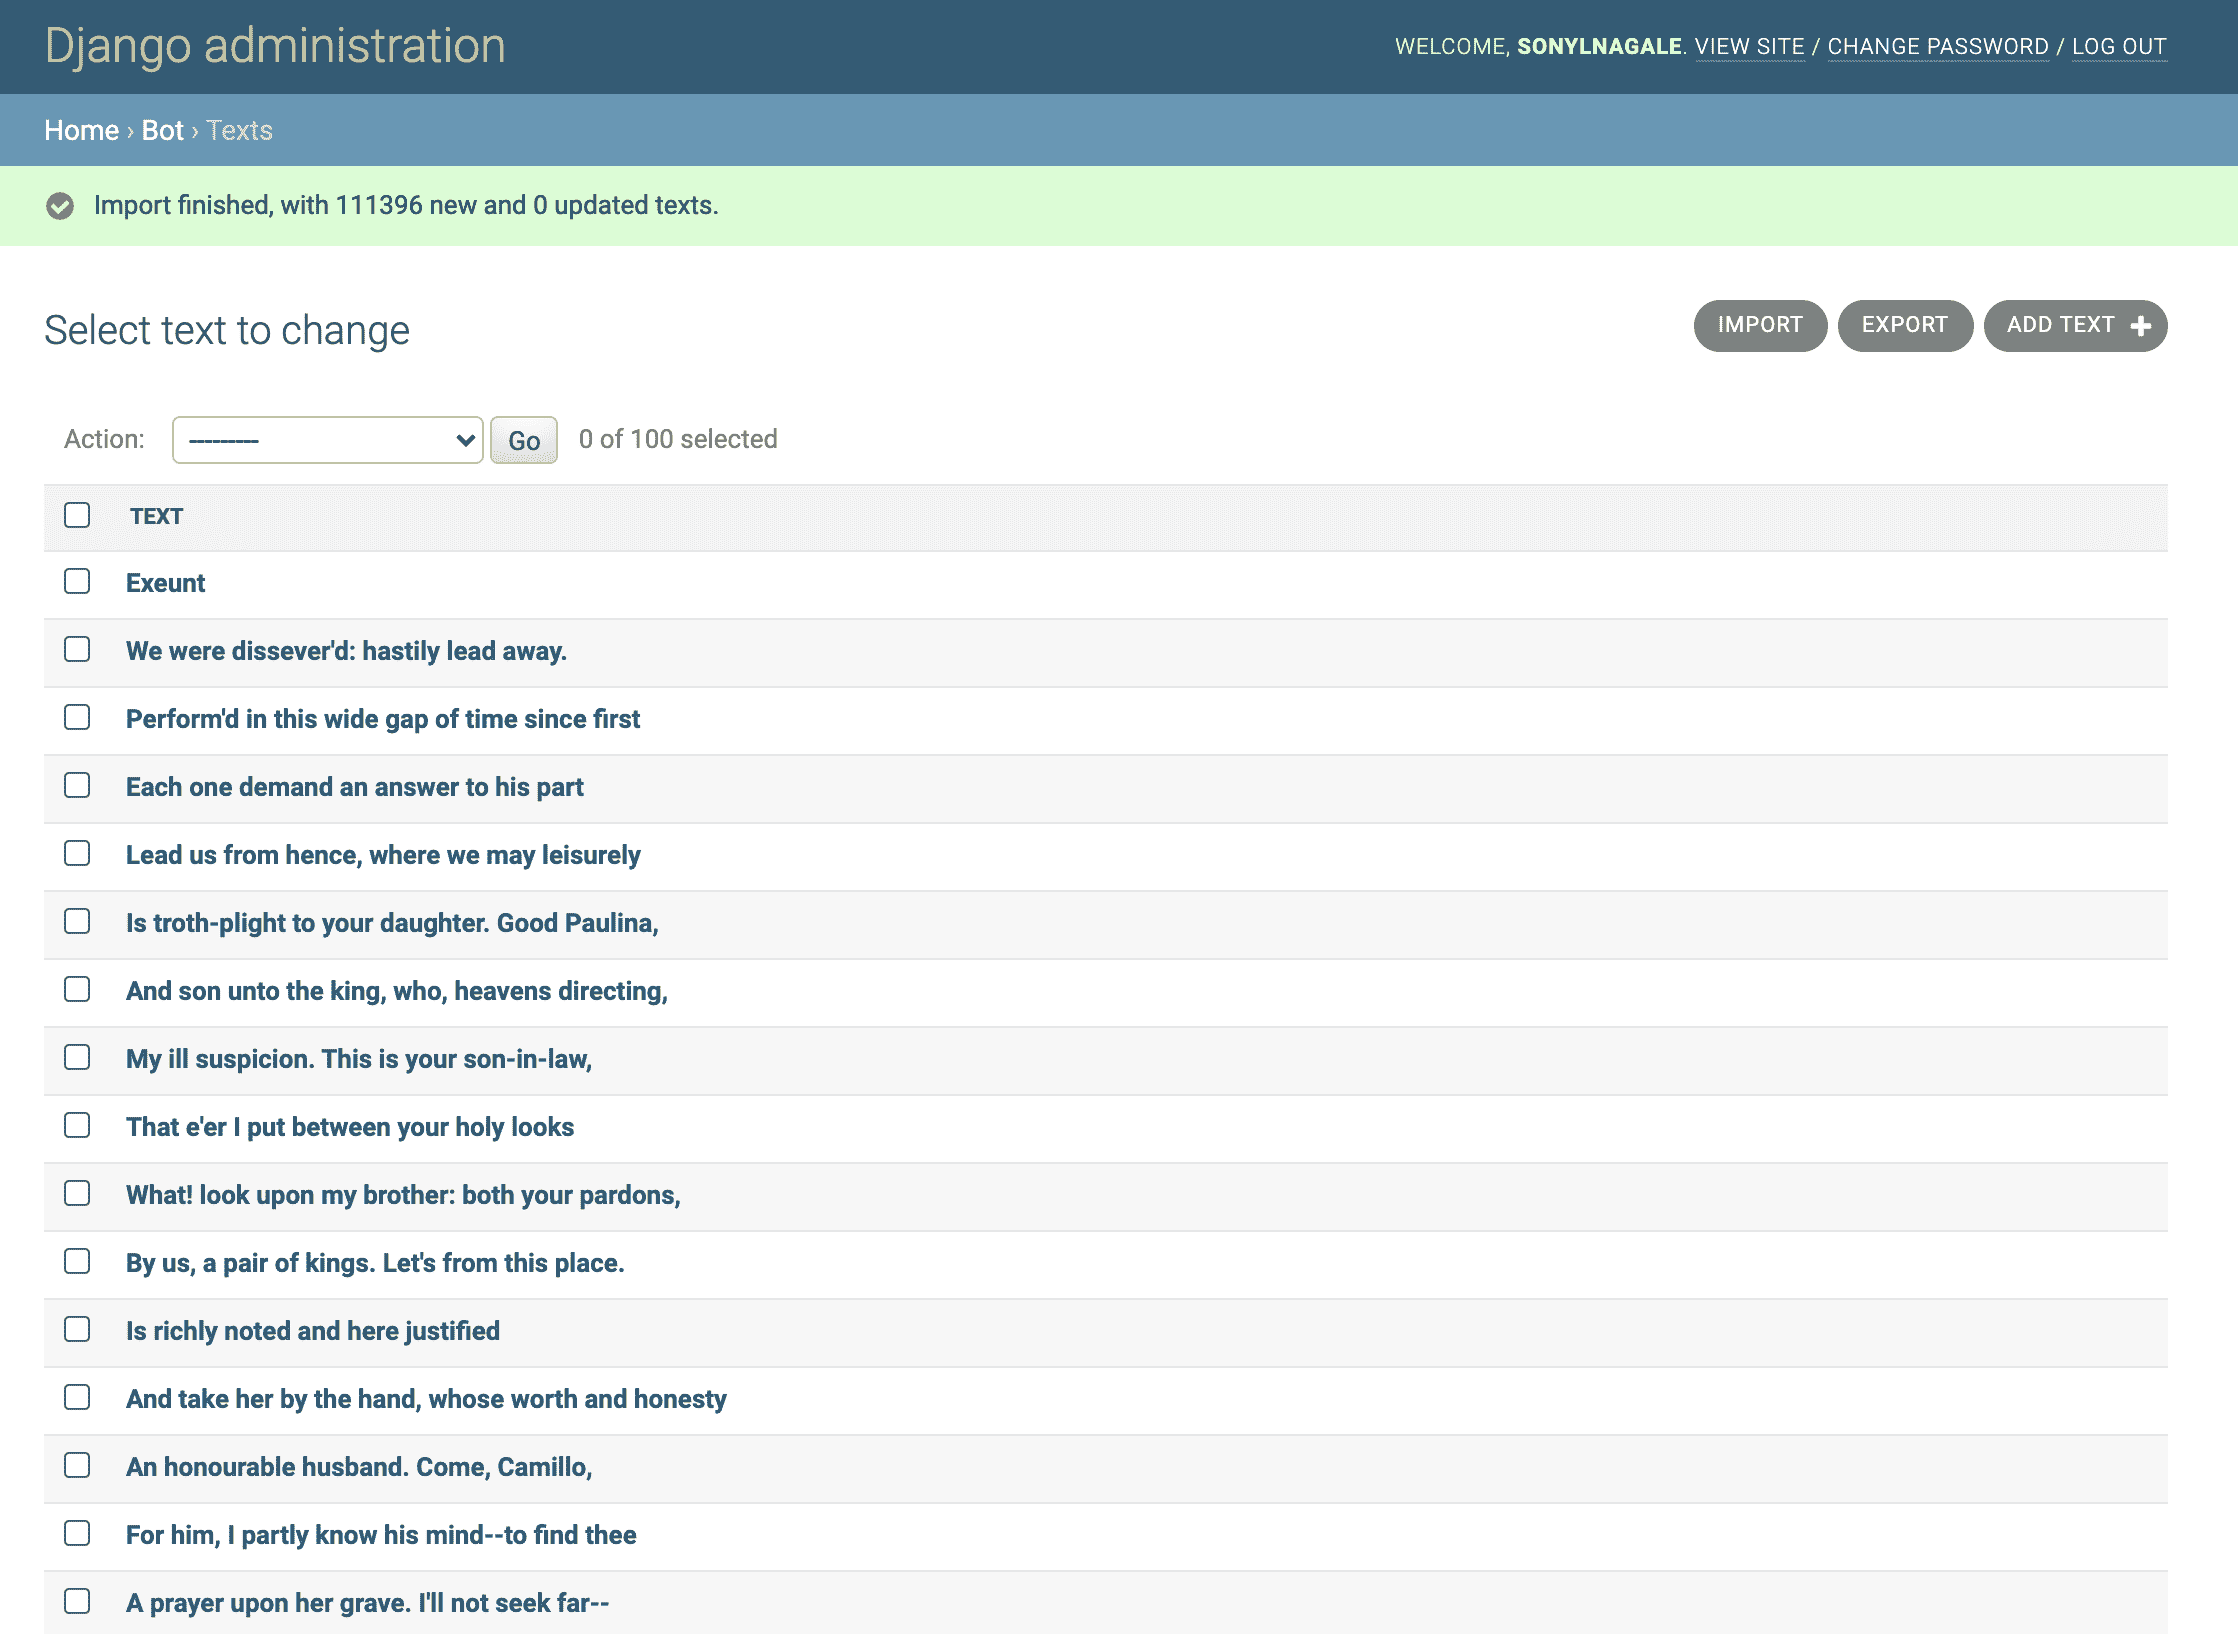 Django administration
WELCOME, SONYLNAGALE. VIEW SITE / CHANGE PASSWORD / LOG OUT
Home › Bot › Texts
Import finished, with 111396 new and 0 updated texts.
Select text to change
IMPORT
EXPORT
ADD TEXT +
Action: --------- Go 0 of 100 selected
TEXT
Exeunt
We were dissever'd: hastily lead away.
Perform'd in this wide gap of time since first
Each one demand an answer to his part
Lead us from hence, where we may leisurely
Is troth-plight to your daughter. Good Paulina,
And son unto the king, who, heavens directing,
My ill suspicion. This is your son-in-law,
That e'er I put between your holy looks
What! look upon my brother: both your pardons,
By us, a pair of kings. Let's from this place.
Is richly noted and here justified
And take her by the hand, whose worth and honesty
An honourable husband. Come, Camillo,
For him, I partly know his mind--to find thee
A prayer upon her grave. I'll not seek far--